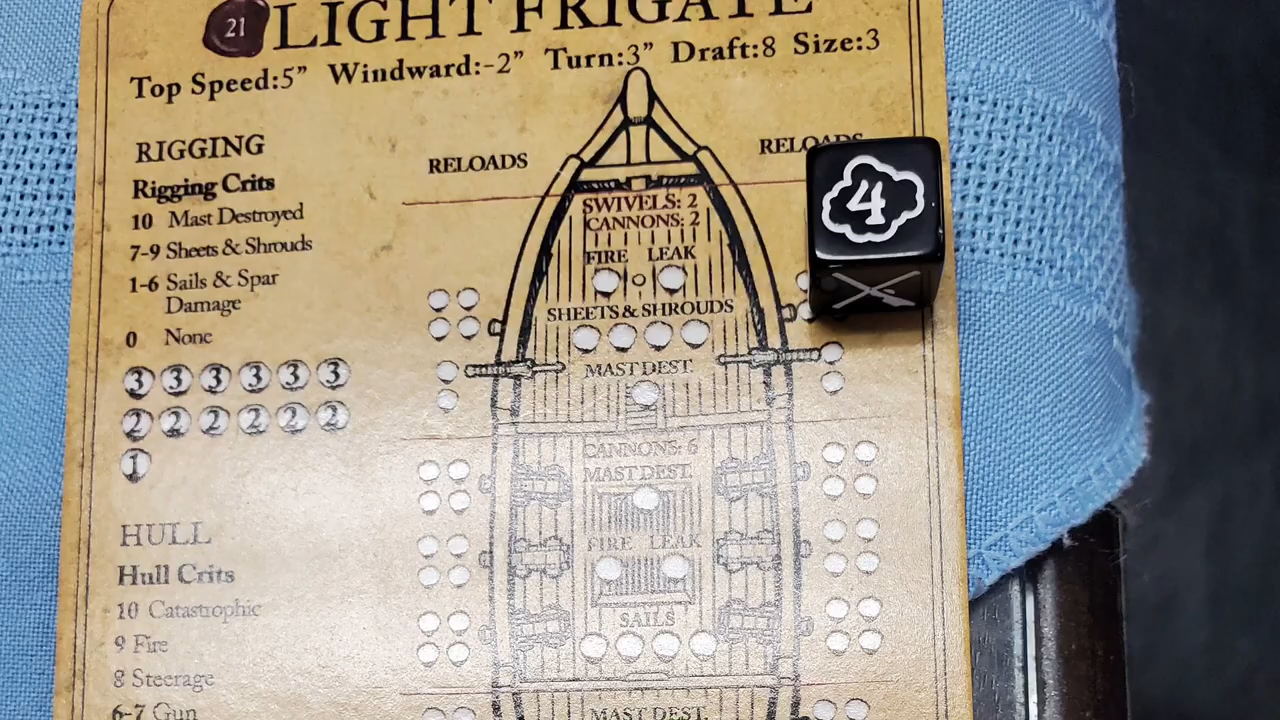 21 LIGHT FRIGATE
Top Speed:5” Windward:-2” Turn:3” Draft:8 Size:3
RIGGING
Rigging Crits
10 Mast Destroyed
7-9 Sheets & Shrouds
1-6 Sails & Spar
Damage
0 None
3 3 3 3 3 3
2 2 2 2 2 2
1
HULL
Hull Crits
10 Catastrophic
9 Fire
8 Steerage
6-7 Gun
RELOADS
SWIVELS: 2
CANNONS: 2
FIRE LEAK
SHEETS & SHROUDS
MAST DEST.
CANNONS: 6
MAST DEST.
FIRE LEAK
SAILS
MAST DEST.
RELOADS
4